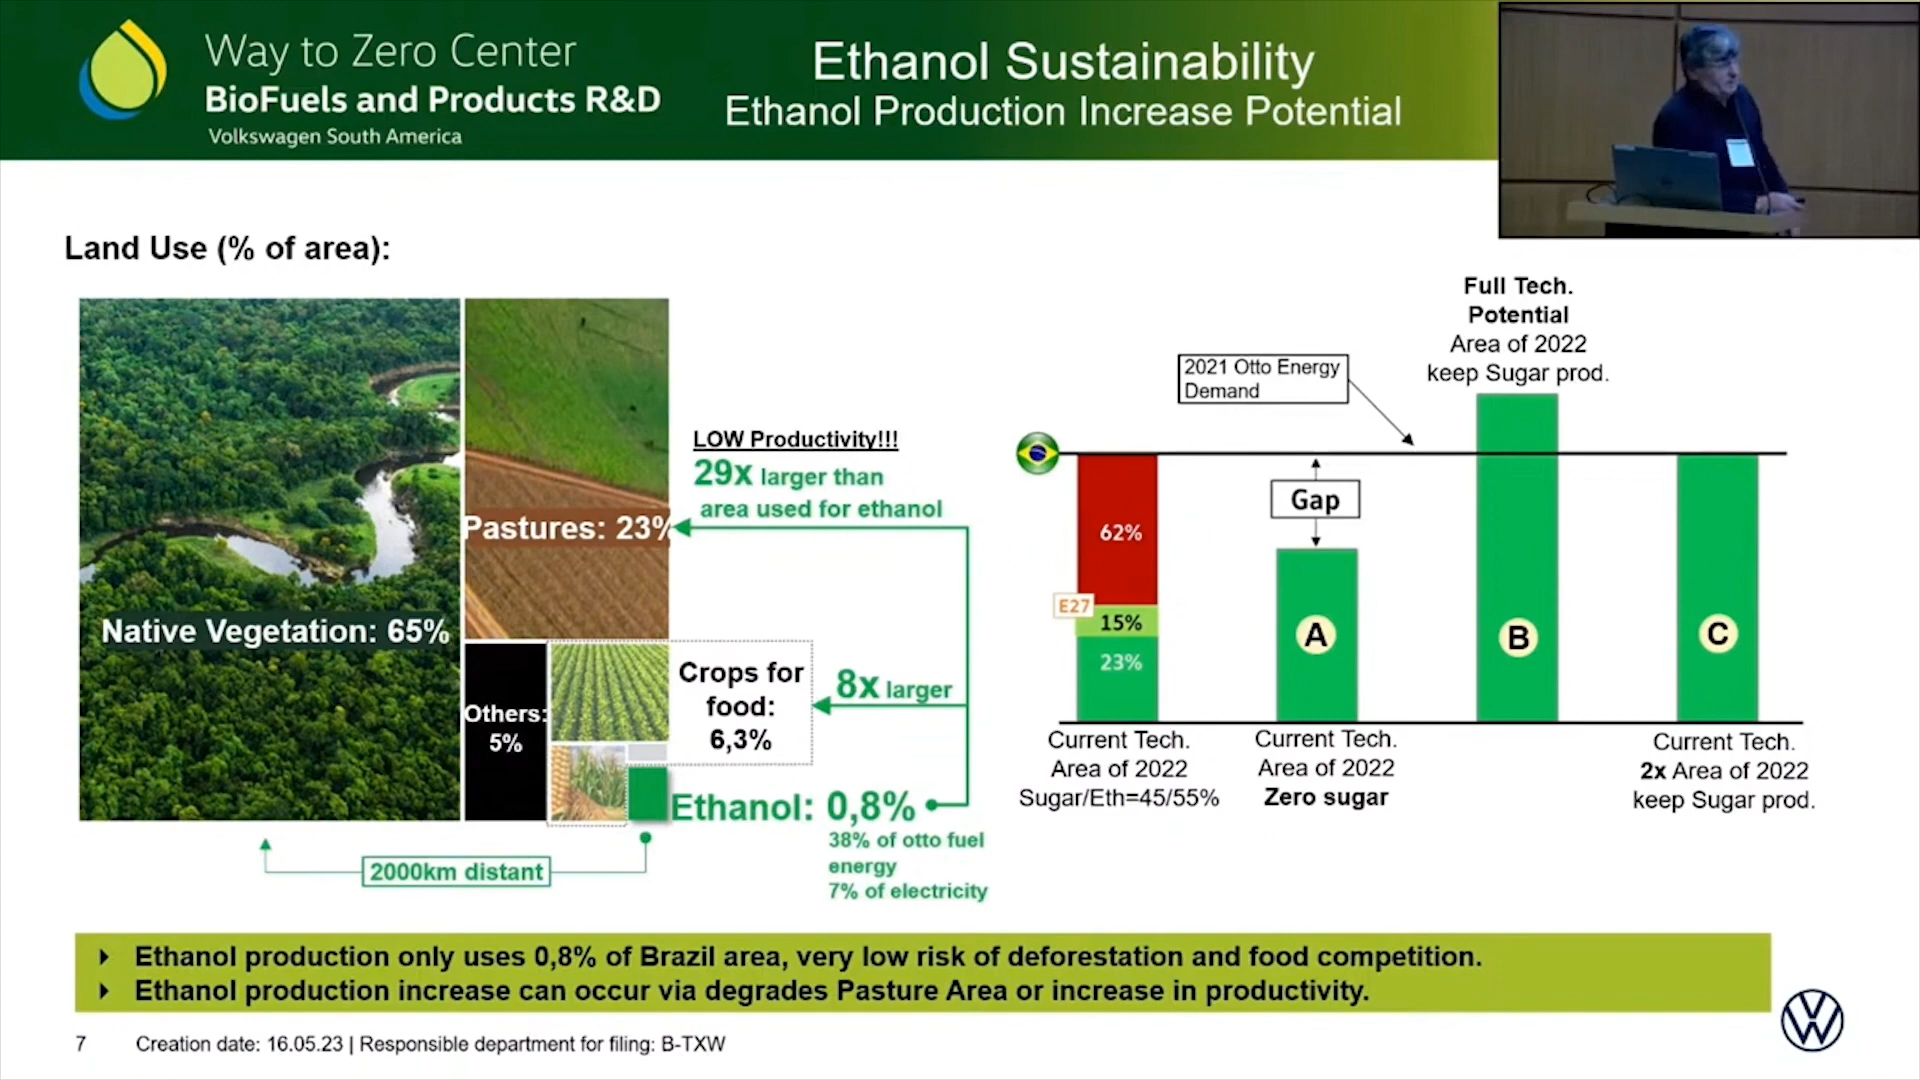 Way to Zero Center
BioFuels and Products R&D
Volkswagen South America
Ethanol Sustainability
Ethanol Production Increase Potential
Land Use (% of area):
Native Vegetation: 65%
Pastures: 23%
Others:
5%
LOW Productivity!!!
29x larger than
area used for ethanol
Crops for
food:
6,3%
8x larger
Ethanol: 0,8%
38% of otto fuel
energy
7% of electricity
2000km distant
2021 Otto Energy
Demand
Full Tech.
Potential
Area of 2022
keep Sugar prod.
Gap
62%
E27
15%
23%
A
B
C
Current Tech.
Area of 2022
Sugar/Eth=45/55%
Current Tech.
Area of 2022
Zero sugar
Current Tech.
2x Area of 2022
keep Sugar prod.
Ethanol production only uses 0,8% of Brazil area, very low risk of deforestation and food competition.
Ethanol production increase can occur via degrades Pasture Area or increase in productivity.
7 Creation date: 16.05.23 | Responsible department for filing: B-TXW